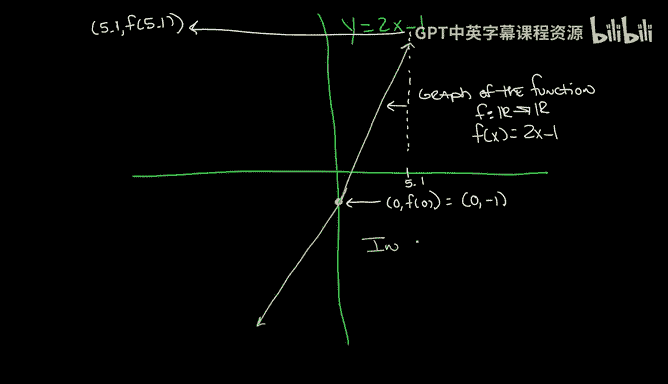 (5.1, f(5.1))
y = 2x-1
GPT中英字幕课程资源 bilibili
Graph of the function
f: ℝ → ℝ
f(x) = 2x-1
5.1
(0, f(0)) = (0, -1)
In